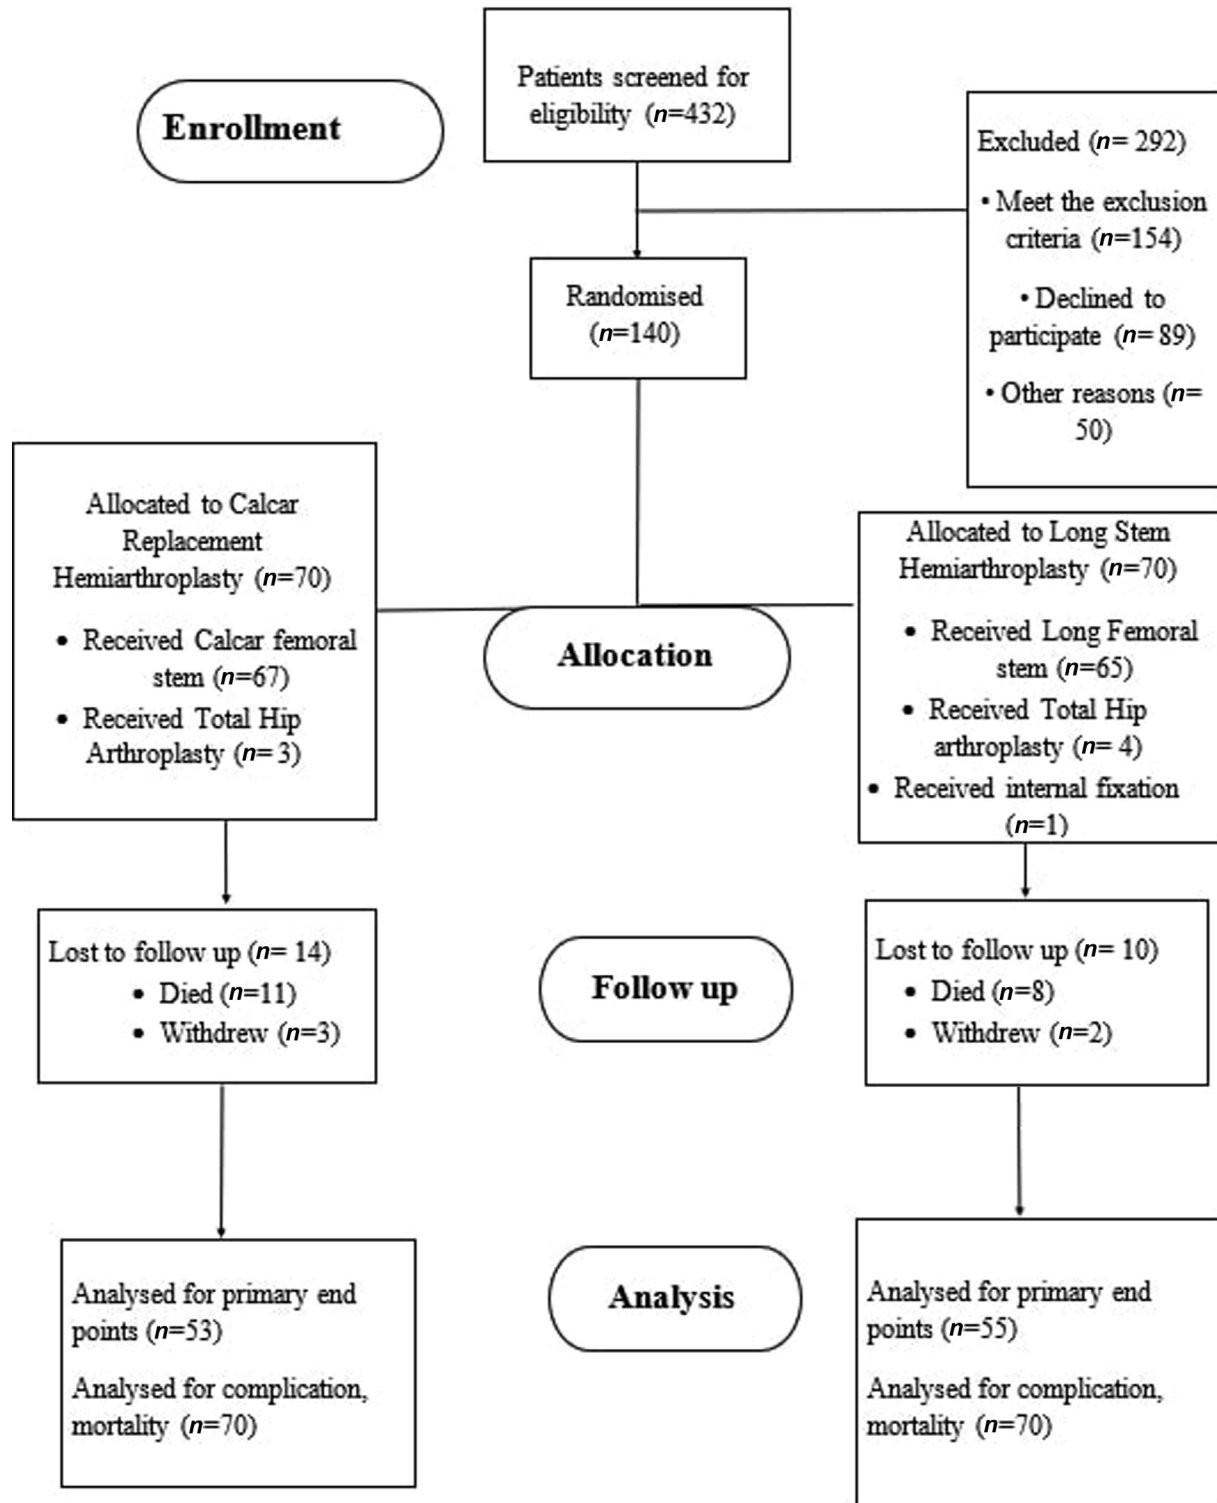 Patients screened for
eligibility (n=432)
Enrollment
Excluded (n= 292)
• Meet the exclusion
criteria (n=154)
• Declined to
participate (n= 89)
• Other reasons (n=
50)
Randomised
(n=140)
Allocated to Calcar
Replacement
Hemiarthroplasty (n=70)
• Received Calcar femoral
stem (n=67)
• Received Total Hip
Arthroplasty (n= 3)
Allocation
Allocated to Long Stem
Hemiarthroplasty (n=70)
• Received Long Femoral
stem (n=65)
• Received Total Hip
arthroplasty (n= 4)
• Received internal fixation
(n=1)
Lost to follow up (n= 14)
• Died (n=11)
• Withdrew (n=3)
Follow up
Lost to follow up (n= 10)
• Died (n=8)
• Withdrew (n=2)
Analysed for primary end
points (n=53)
Analysed for complication,
mortality (n=70)
Analysis
Analysed for primary end
points (n=55)
Analysed for complication,
mortality (n=70)